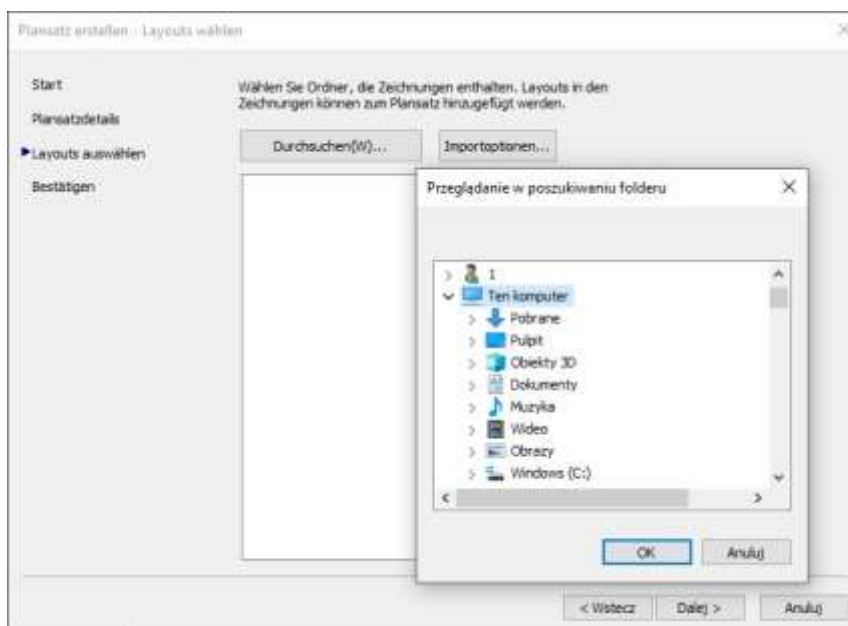 Plansatz erstellen - Layouts wählen
Start
Plansatzdetails
Layouts auswählen
Bestätigen
Wählen Sie Ordner, die Zeichnungen enthalten. Layouts in den
Zeichnungen können zum Plansatz hinzugefügt werden.
Durchsuchen(W)... Importoptionen...
Przeglądanie w poszukiwaniu folderu
1
Ten komputer
Pobrane
Pulpit
Obiekty 3D
Dokumenty
Muzyka
Wideo
Obrazy
Windows (C:)
OK Anuluj
< Wstecz Dalej > Anuluj